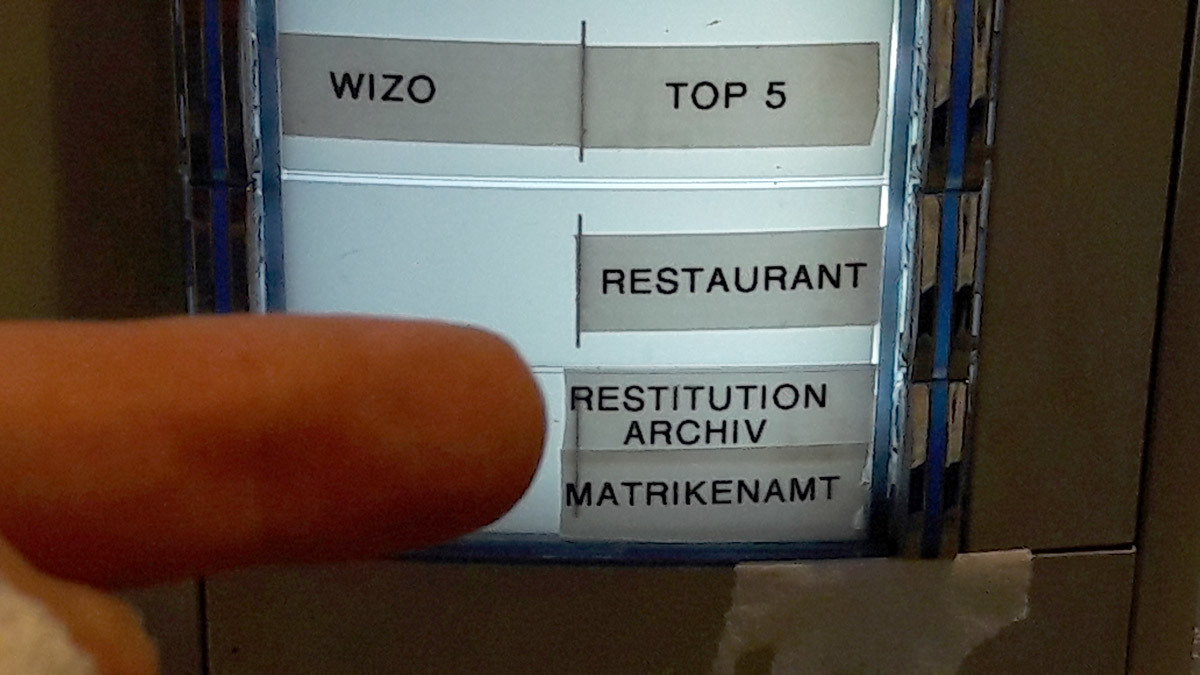 WIZO
TOP 5
RESTAURANT
RESTITUTION
ARCHIV
MATRIKENAMT